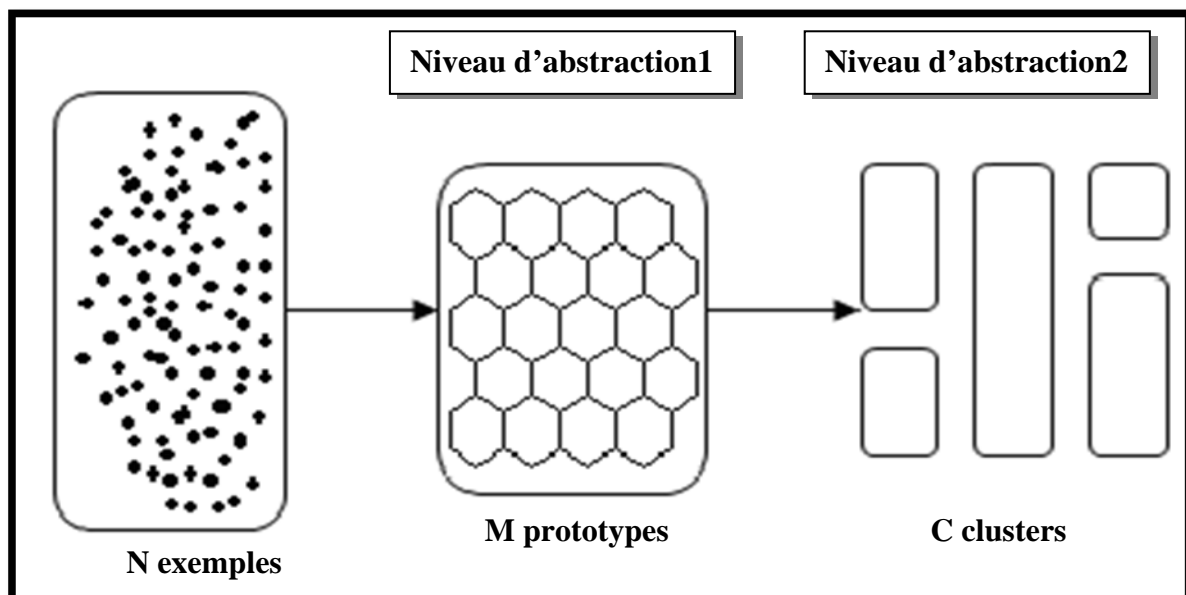 Niveau d'abstraction1
Niveau d'abstraction2
N exemples
M prototypes
C clusters